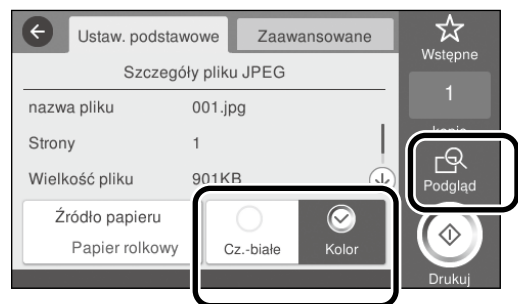 Ustaw. podstawowe
Zaawansowane
Wstępne
Szczegóły pliku JPEG
1
nazwa pliku 001.jpg
Strony 1
Wielkość pliku 901KB
Podgląd
Źródło papieru
Papier rolkowy
Cz.-białe
Kolor
Drukuj